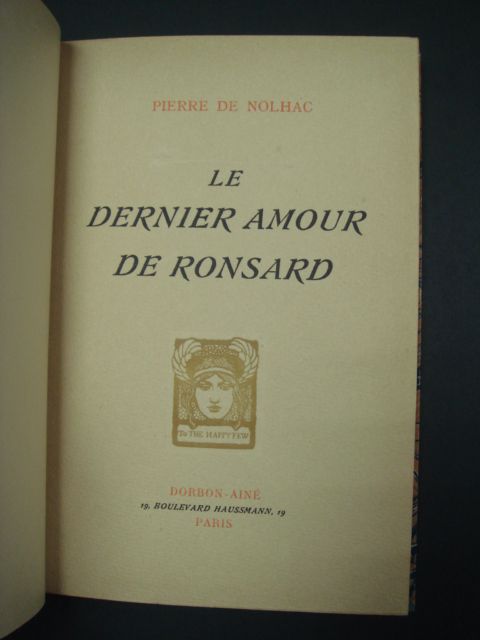 PIERRE DE NOLHAC
LE
DERNIER AMOUR
DE RONSARD
TO THE HAPPY FEW
DORBON-AINÉ
19, BOULEVARD HAUSSMANN, 19
PARIS